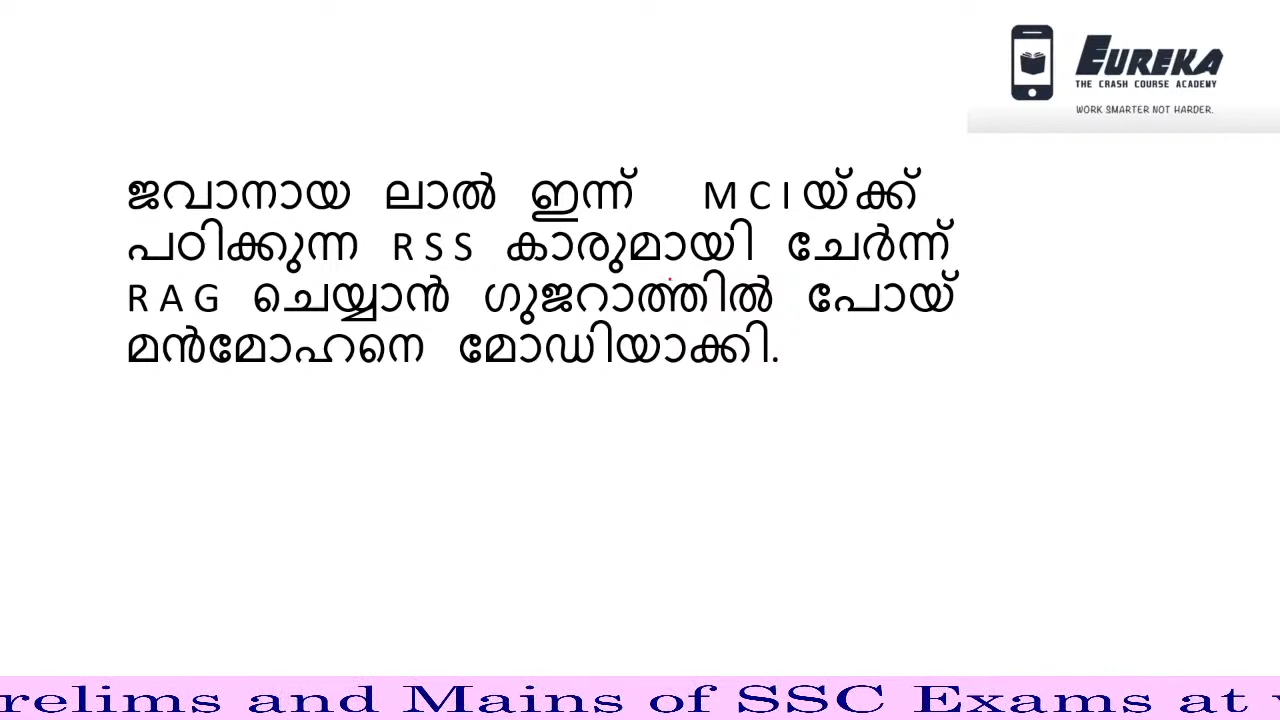 EUREKA
THE CRASH COURSE ACADEMY
WORK SMARTER NOT HARDER.
ജവാനായ ലാൽ ഇന്ന് MCIയ്ക്ക്
പഠിക്കുന്ന RSS കാരുമായി ചേർന്ന്
RAG ചെയ്യാൻ ഗുജറാത്തിൽ പോയ്
മൻമോഹനെ മോഡിയാക്കി.
relims and Mains of SSC Exams at